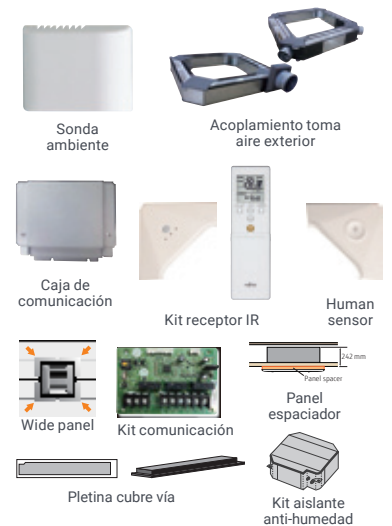 Sonda
ambiente
Acoplamiento toma
aire exterior
Caja de
comunicación
Kit receptor IR
Human
sensor
Wide panel
Kit comunicación
242 mm
Panel spacer
Panel
espaciador
Pletina cubre vía
Kit aislante
anti-humedad